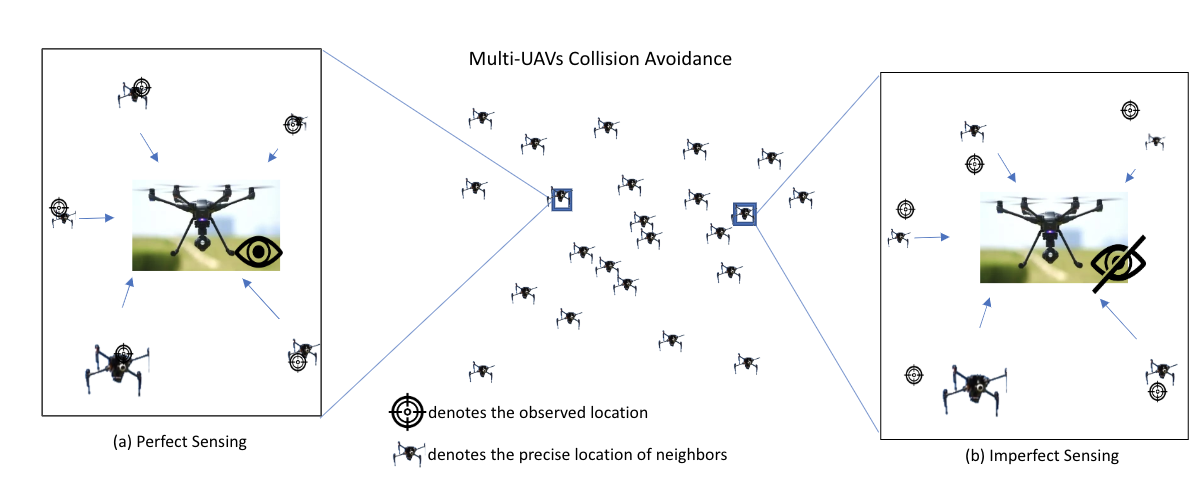 Multi-UAVs Collision Avoidance
denotes the observed location
denotes the precise location of neighbors
(a) Perfect Sensing
(b) Imperfect Sensing